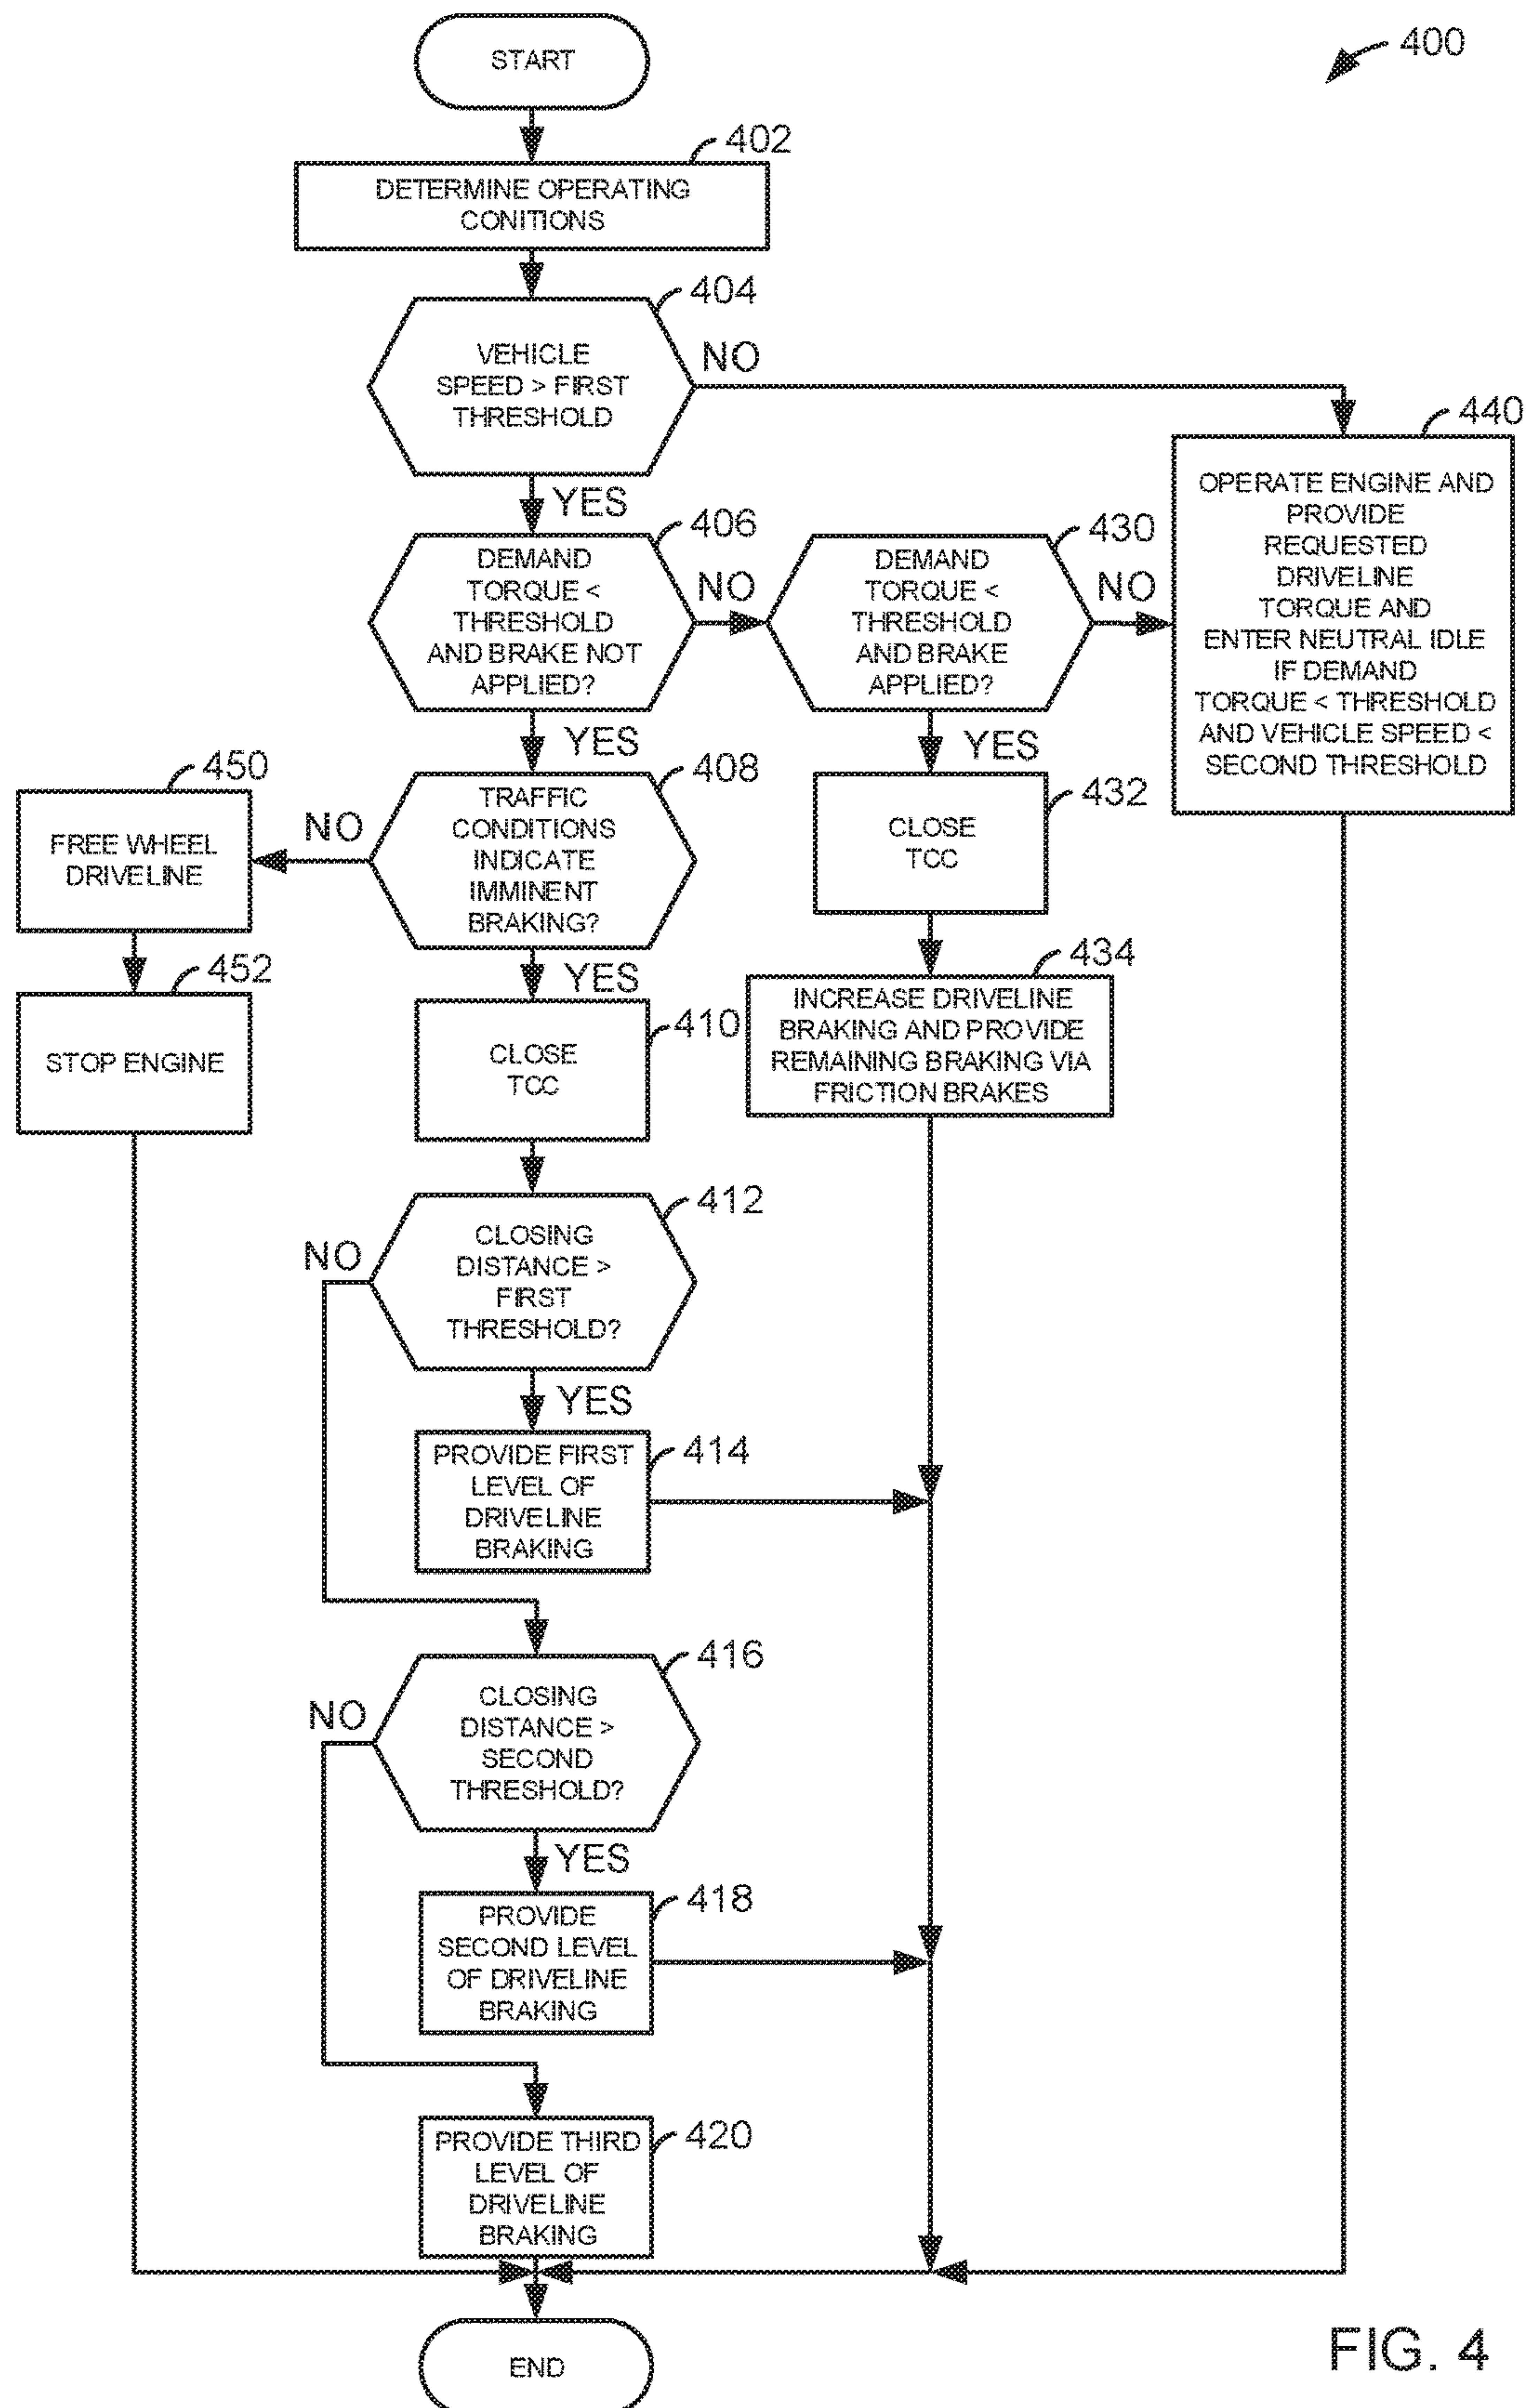 400
START
402
DETERMINE OPERATING
CONITIONS
404
VEHICLE
SPEED > FIRST
THRESHOLD
NO
YES
406
DEMAND
TORQUE <
THRESHOLD
AND BRAKE NOT
APPLIED?
NO
430
DEMAND
TORQUE <
THRESHOLD
AND BRAKE
APPLIED?
NO
440
OPERATE ENGINE AND
PROVIDE
REQUESTED
DRIVELINE
TORQUE AND
ENTER NEUTRAL IDLE
IF DEMAND
TORQUE < THRESHOLD
AND VEHICLE SPEED <
SECOND THRESHOLD
YES
YES
408
TRAFFIC
CONDITIONS
INDICATE
IMMINENT
BRAKING?
NO
450
FREE WHEEL
DRIVELINE
432
CLOSE
TCC
452
STOP ENGINE
YES
410
CLOSE
TCC
434
INCREASE DRIVELINE
BRAKING AND PROVIDE
REMAINING BRAKING VIA
FRICTION BRAKES
412
CLOSING
DISTANCE >
FIRST
THRESHOLD?
NO
YES
414
PROVIDE FIRST
LEVEL OF
DRIVELINE
BRAKING
416
CLOSING
DISTANCE >
SECOND
THRESHOLD?
NO
YES
418
PROVIDE
SECOND LEVEL
OF DRIVELINE
BRAKING
420
PROVIDE THIRD
LEVEL OF
DRIVELINE
BRAKING
END
FIG. 4